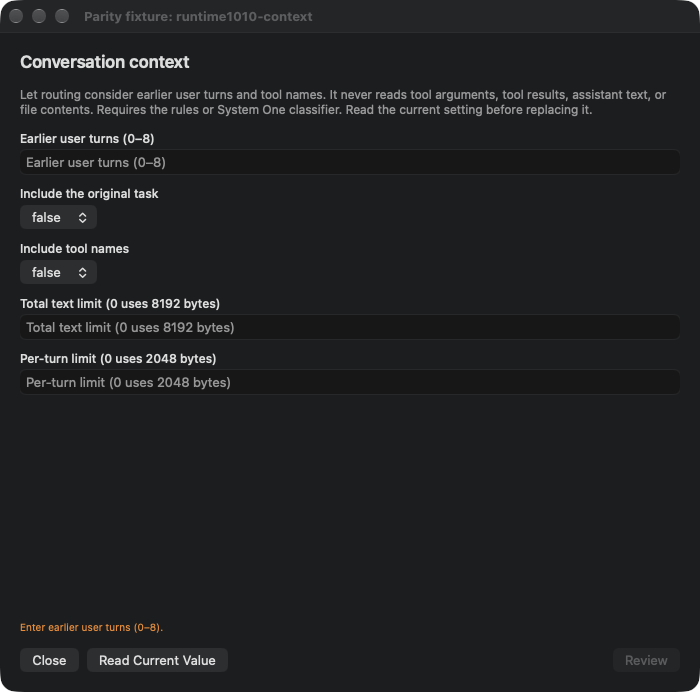 Parity fixture: runtime1010-context
Conversation context
Let routing consider earlier user turns and tool names. It never reads tool arguments, tool results, assistant text, or
file contents. Requires the rules or System One classifier. Read the current setting before replacing it.
Earlier user turns (0–8)
Earlier user turns (0–8)
Include the original task
false
Include tool names
false
Total text limit (0 uses 8192 bytes)
Total text limit (0 uses 8192 bytes)
Per-turn limit (0 uses 2048 bytes)
Per-turn limit (0 uses 2048 bytes)
Enter earlier user turns (0–8).
Close
Read Current Value
Review